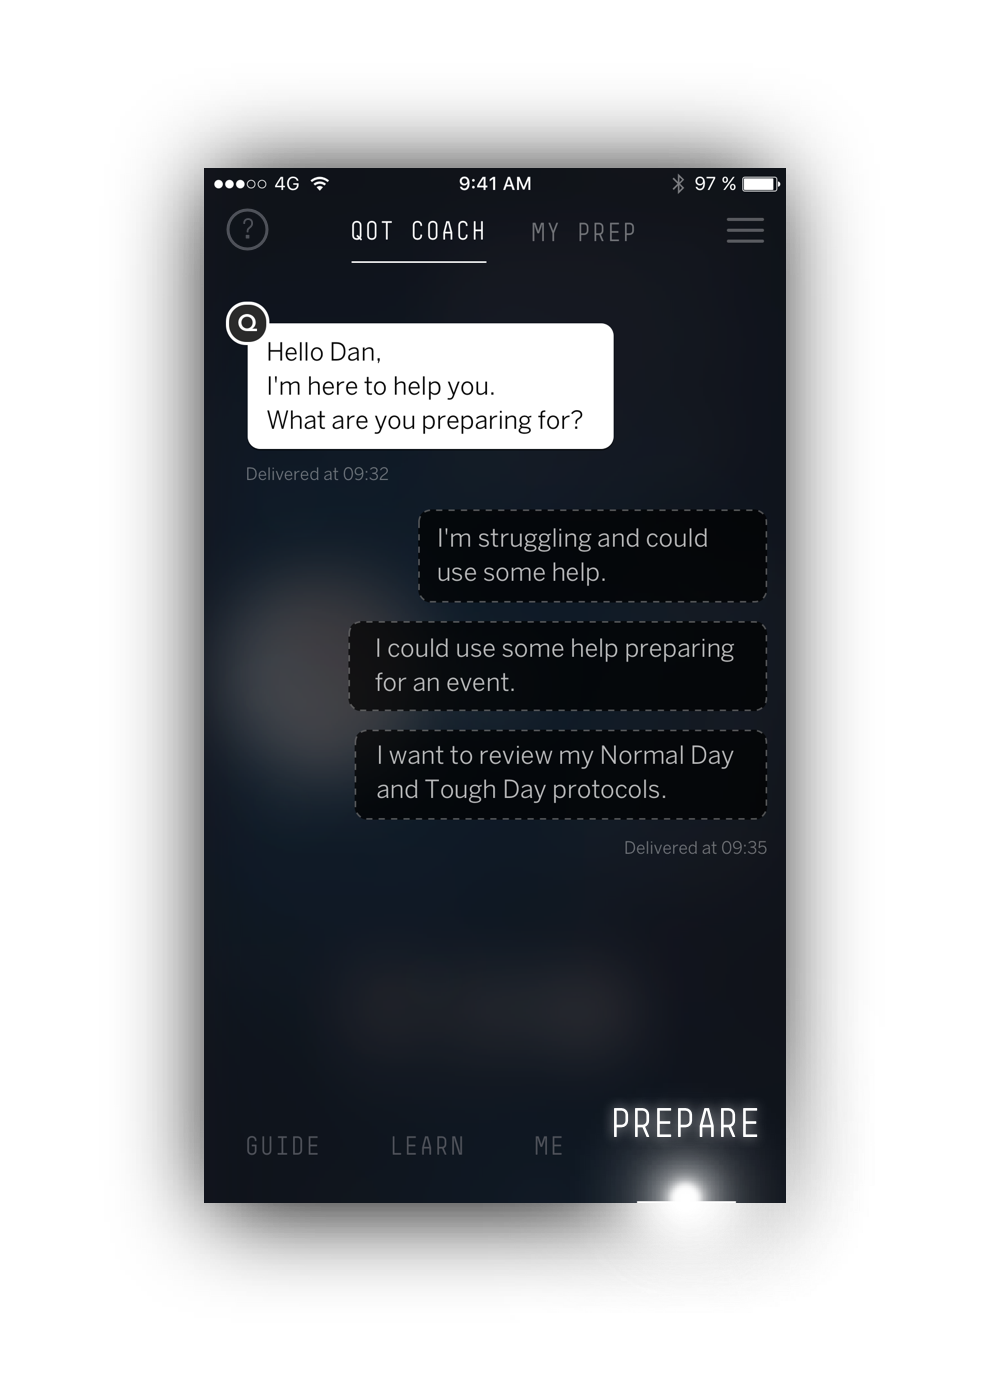 4G 9:41 AM 97 %
? QOT COACH MY PREP
Q
Hello Dan,
I'm here to help you.
What are you preparing for?
Delivered at 09:32
I'm struggling and could
use some help.
I could use some help preparing
for an event.
I want to review my Normal Day
and Tough Day protocols.
Delivered at 09:35
GUIDE LEARN ME PREPARE